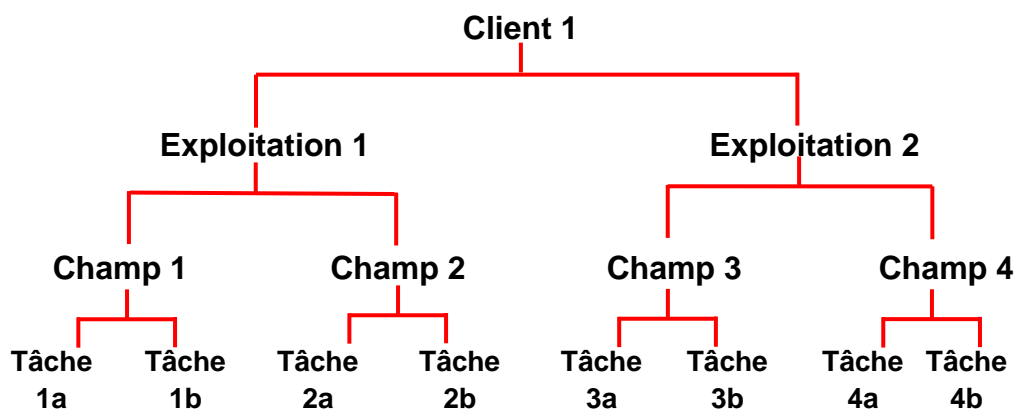 Client 1
Exploitation 1 Exploitation 2
Champ 1 Champ 2 Champ 3 Champ 4
Tâche Tâche Tâche Tâche Tâche Tâche Tâche Tâche
1a 1b 2a 2b 3a 3b 4a 4b